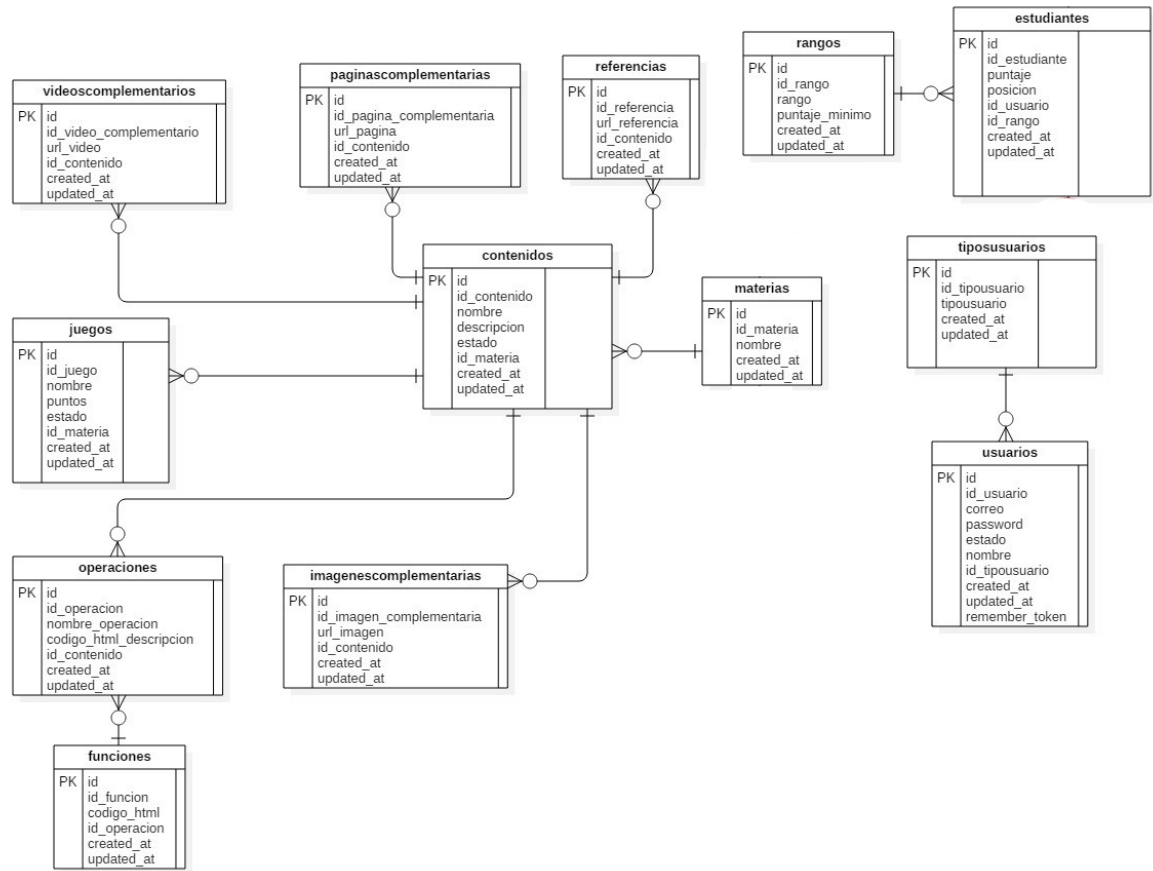 estudiantes
PK
id
id_estudiante
puntaje
posicion
id_usuario
id_rango
created_at
updated_at
rangos
PK
id
id_rango
rango
puntaje_minimo
created_at
updated_at
referencias
PK
id
id_referencia
url_referencia
id_contenido
created_at
updated_at
paginascomplementarias
PK
id
id_pagina_complementaria
url_pagina
id_contenido
created_at
updated_at
videoscomplementarios
PK
id
id_video_complementario
url_video
id_contenido
created_at
updated_at
contenidos
PK
id
id_contenido
nombre
descripcion
estado
id_materia
created_at
updated_at
materias
PK
id
id_materia
nombre
created_at
updated_at
tiposusuarios
PK
id
id_tipousuario
tipousuario
created_at
updated_at
juegos
PK
id
id_juego
nombre
puntos
estado
id_materia
created_at
updated_at
usuarios
PK
id
id_usuario
correo
password
estado
nombre
id_tipousuario
created_at
updated_at
remember_token
operaciones
PK
id
id_operacion
nombre_operacion
codigo_html_descripcion
id_contenido
created_at
updated_at
imagenescomplementarias
PK
id
id_imagen_complementaria
url_imagen
id_contenido
created_at
updated_at
funciones
PK
id
id_funcion
codigo_html
id_operacion
created_at
updated_at